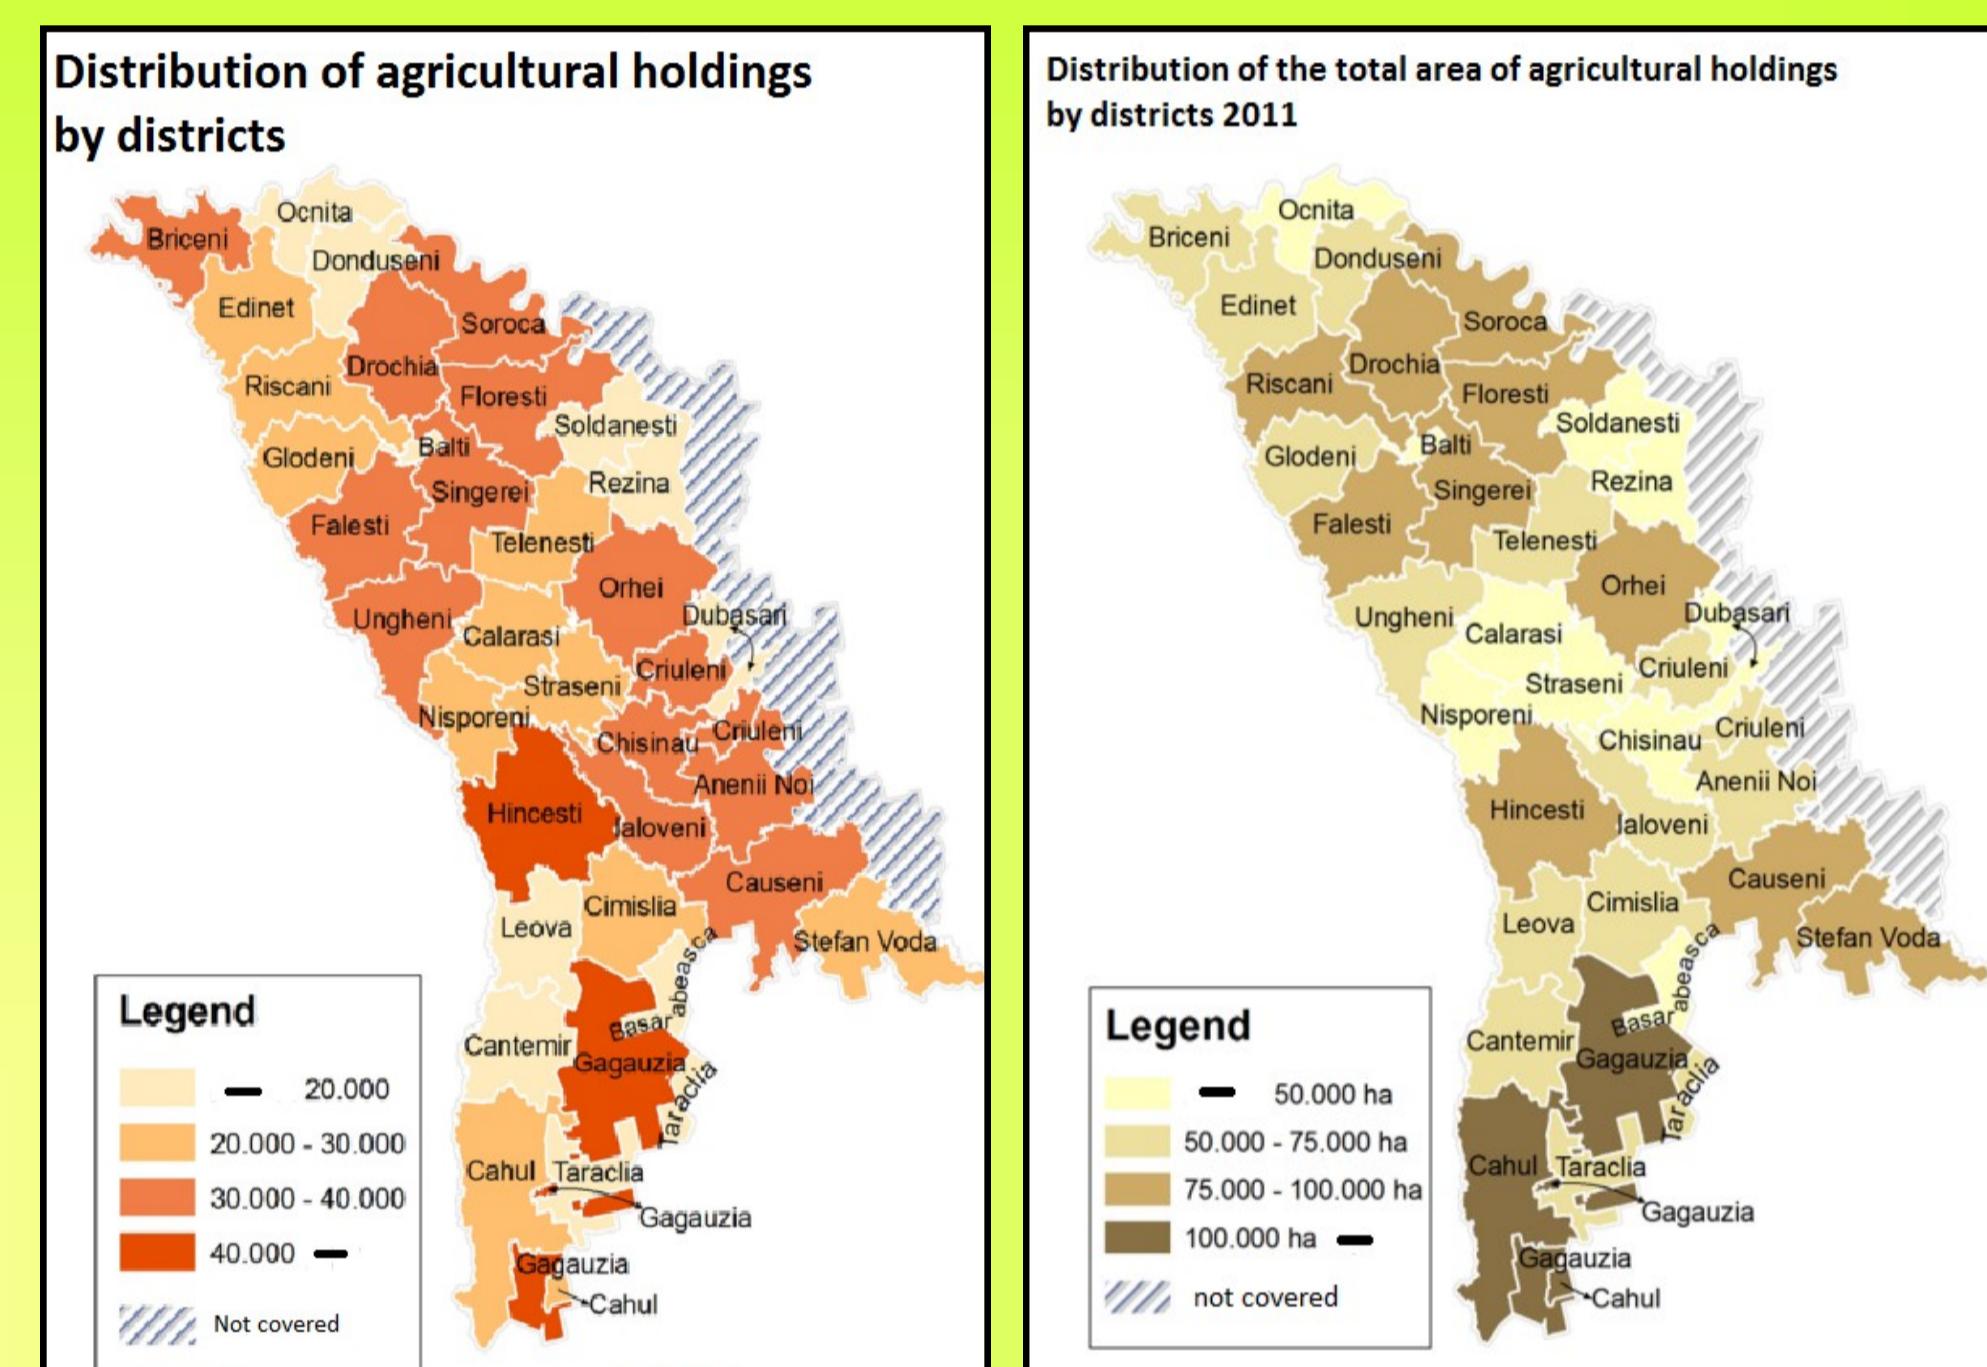 Distribution of agricultural holdings
by districts
Ocnita
Briceni
Donduseni
Edinet
Soroca
Drochia
Riscani
Floresti
Soldanesti
Balti
Glodeni
Rezina
Singerei
Falesti
Telenesti
Orhei
Dubasari
Ungheni
Calarasi
Criuleni
Straseni
Nisporeni
Criuleni
Chisinau
Anenii Noi
Hincesti
Ialoveni
Causeni
Cimislia
Leova
Stefan Voda
Basarabeasca
Cantemir
Gagauzia
Taraclia
Cahul
Taraclia
Gagauzia
Gagauzia
Cahul
Legend
20.000
20.000 - 30.000
30.000 - 40.000
40.000
Not covered
Distribution of the total area of agricultural holdings
by districts 2011
Ocnita
Briceni
Donduseni
Edinet
Soroca
Drochia
Riscani
Floresti
Soldanesti
Balti
Glodeni
Rezina
Singerei
Falesti
Telenesti
Orhei
Dubasari
Ungheni
Calarasi
Criuleni
Straseni
Nisporeni
Criuleni
Chisinau
Anenii Noi
Hincesti
Ialoveni
Causeni
Cimislia
Leova
Stefan Voda
Basarabeasca
Cantemir
Gagauzia
Taraclia
Cahul
Taraclia
Gagauzia
Gagauzia
Cahul
Legend
50.000 ha
50.000 - 75.000 ha
75.000 - 100.000 ha
100.000 ha
not covered